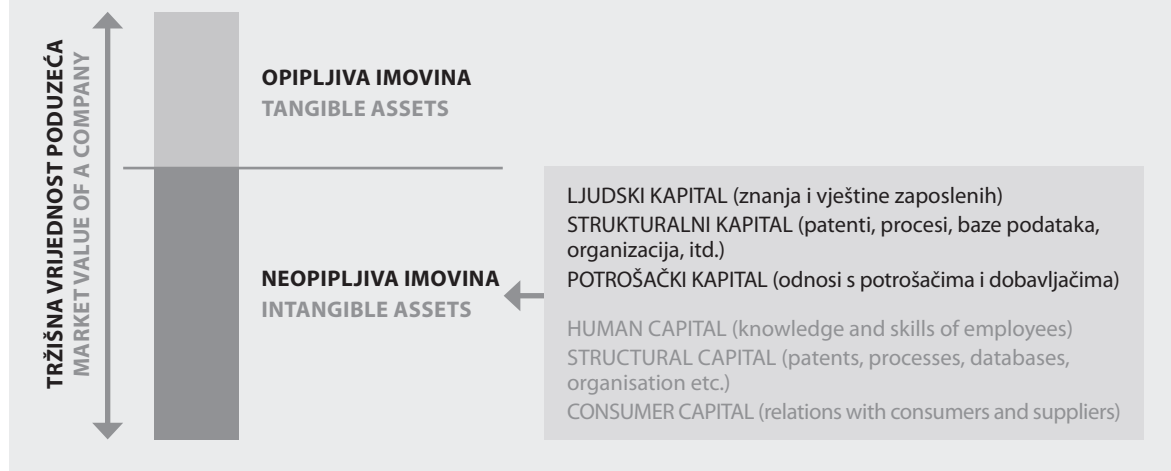 TRŽIŠNA VRIJEDNOST PODUZEĆA
MARKET VALUE OF A COMPANY
OPIPLJIVA IMOVINA
TANGIBLE ASSETS
NEOPIPLJIVA IMOVINA
INTANGIBLE ASSETS
LJUDSKI KAPITAL (znanja i vještine zaposlenih)
STRUKTURALNI KAPITAL (patenti, procesi, baze podataka,
organizacija, itd.)
POTROŠAČKI KAPITAL (odnosi s potrošačima i dobavljačima)
HUMAN CAPITAL (knowledge and skills of employees)
STRUCTURAL CAPITAL (patents, processes, databases,
organisation etc.)
CONSUMER CAPITAL (relations with consumers and suppliers)